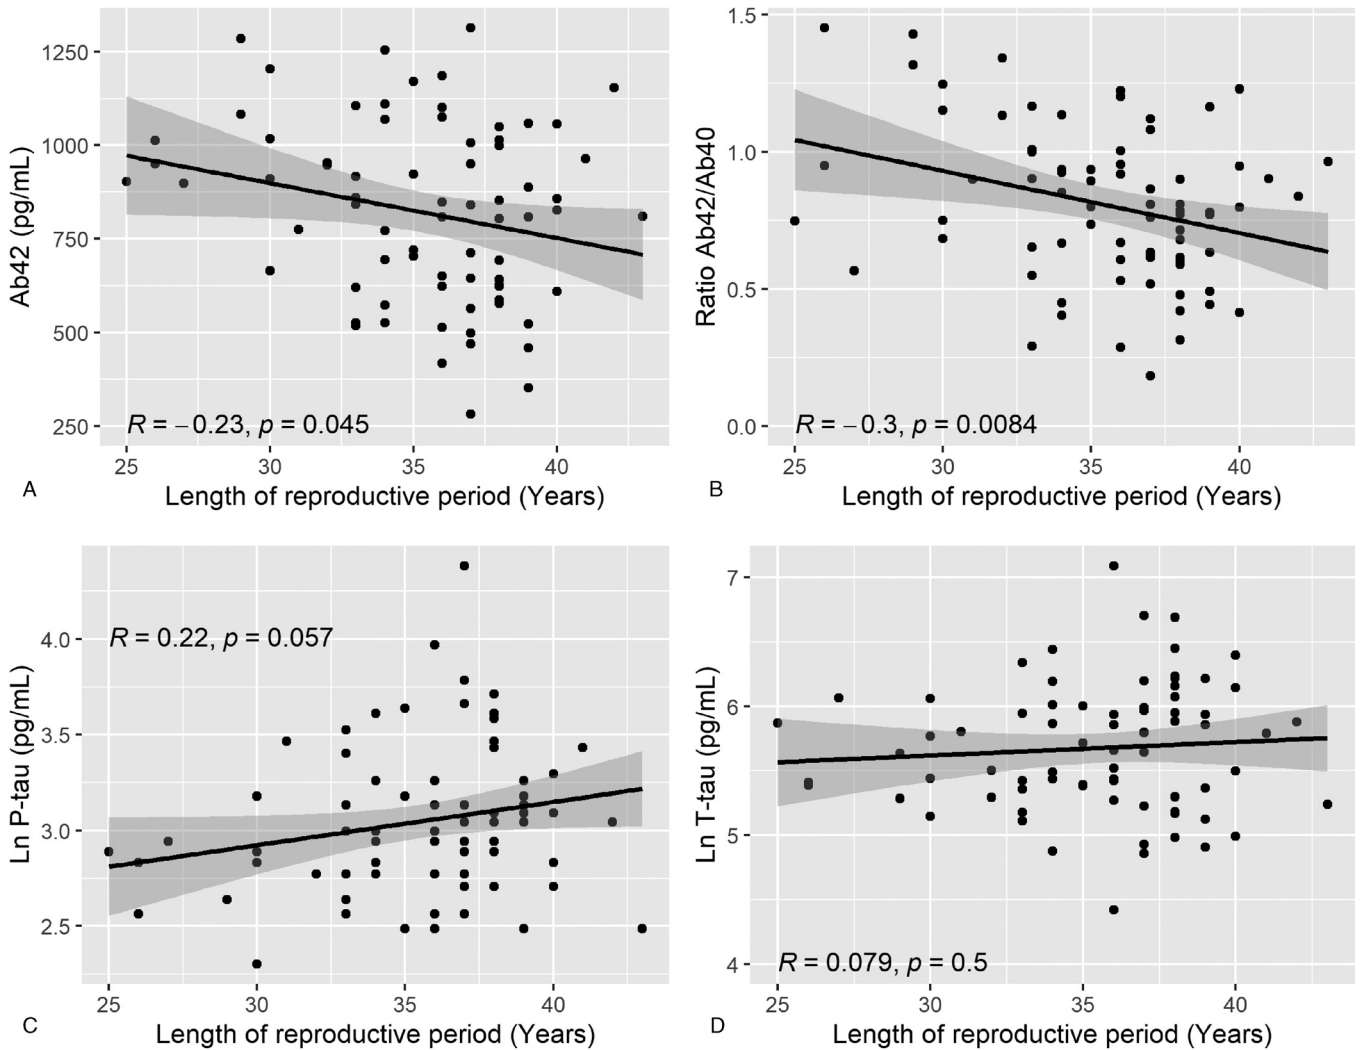 1250
1000
750
500
250
Ab42 (pg/mL)
R = −0.23, p = 0.045
25 30 35 40
Length of reproductive period (Years)
A
1.5
1.0
0.5
0.0
Ratio Ab42/Ab40
R = −0.3, p = 0.0084
25 30 35 40
Length of reproductive period (Years)
B
4.0
3.5
3.0
2.5
Ln P-tau (pg/mL)
R = 0.22, p = 0.057
25 30 35 40
Length of reproductive period (Years)
C
7
6
5
4
Ln T-tau (pg/mL)
R = 0.079, p = 0.5
25 30 35 40
Length of reproductive period (Years)
D